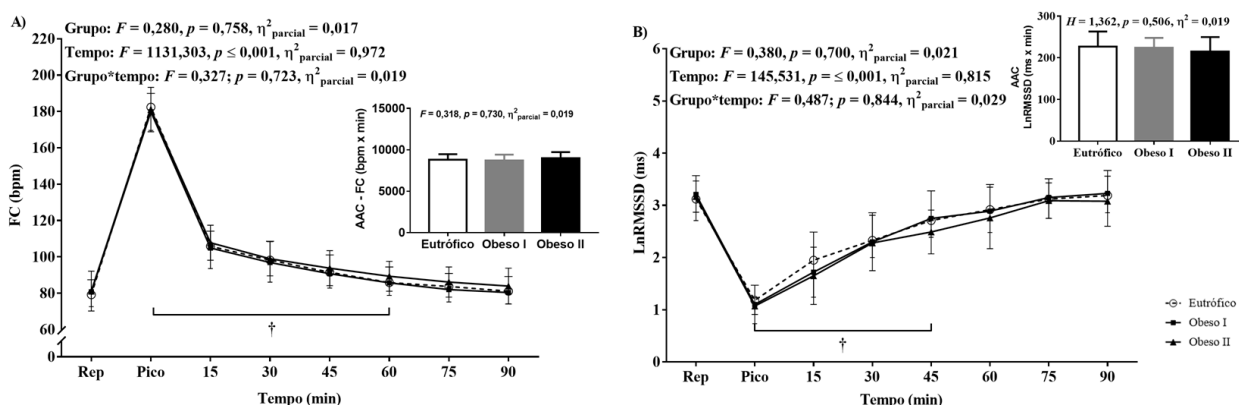 A)
Grupo: F = 0,280, p = 0,758, η²parcial = 0,017
Tempo: F = 1131,303, p ≤ 0,001, η²parcial = 0,972
Grupo*tempo: F = 0,327; p = 0,723, η²parcial = 0,019
FC (bpm)
220
200
180
160
140
120
100
80
60
0
Rep Pico 15 30 45 60 75 90
Tempo (min)
†
F = 0,318, p = 0,730, η²parcial = 0,019
AAC - FC (bpm x min)
15000
10000
5000
0
Eutrófico Obeso I Obeso II
B)
Grupo: F = 0,380, p = 0,700, η²parcial = 0,021
Tempo: F = 145,531, p = ≤ 0,001, η²parcial = 0,815
Grupo*tempo: F = 0,487; p = 0,844, η²parcial = 0,029
LnRMSSD (ms)
6
5
4
3
2
1
0
Rep Pico 15 30 45 60 75 90
Tempo (min)
†
H = 1,362, p = 0,506, η² = 0,019
AAC
LnRMSSD (ms x min)
300
200
100
0
Eutrófico Obeso I Obeso II
Eutrófico
Obeso I
Obeso II